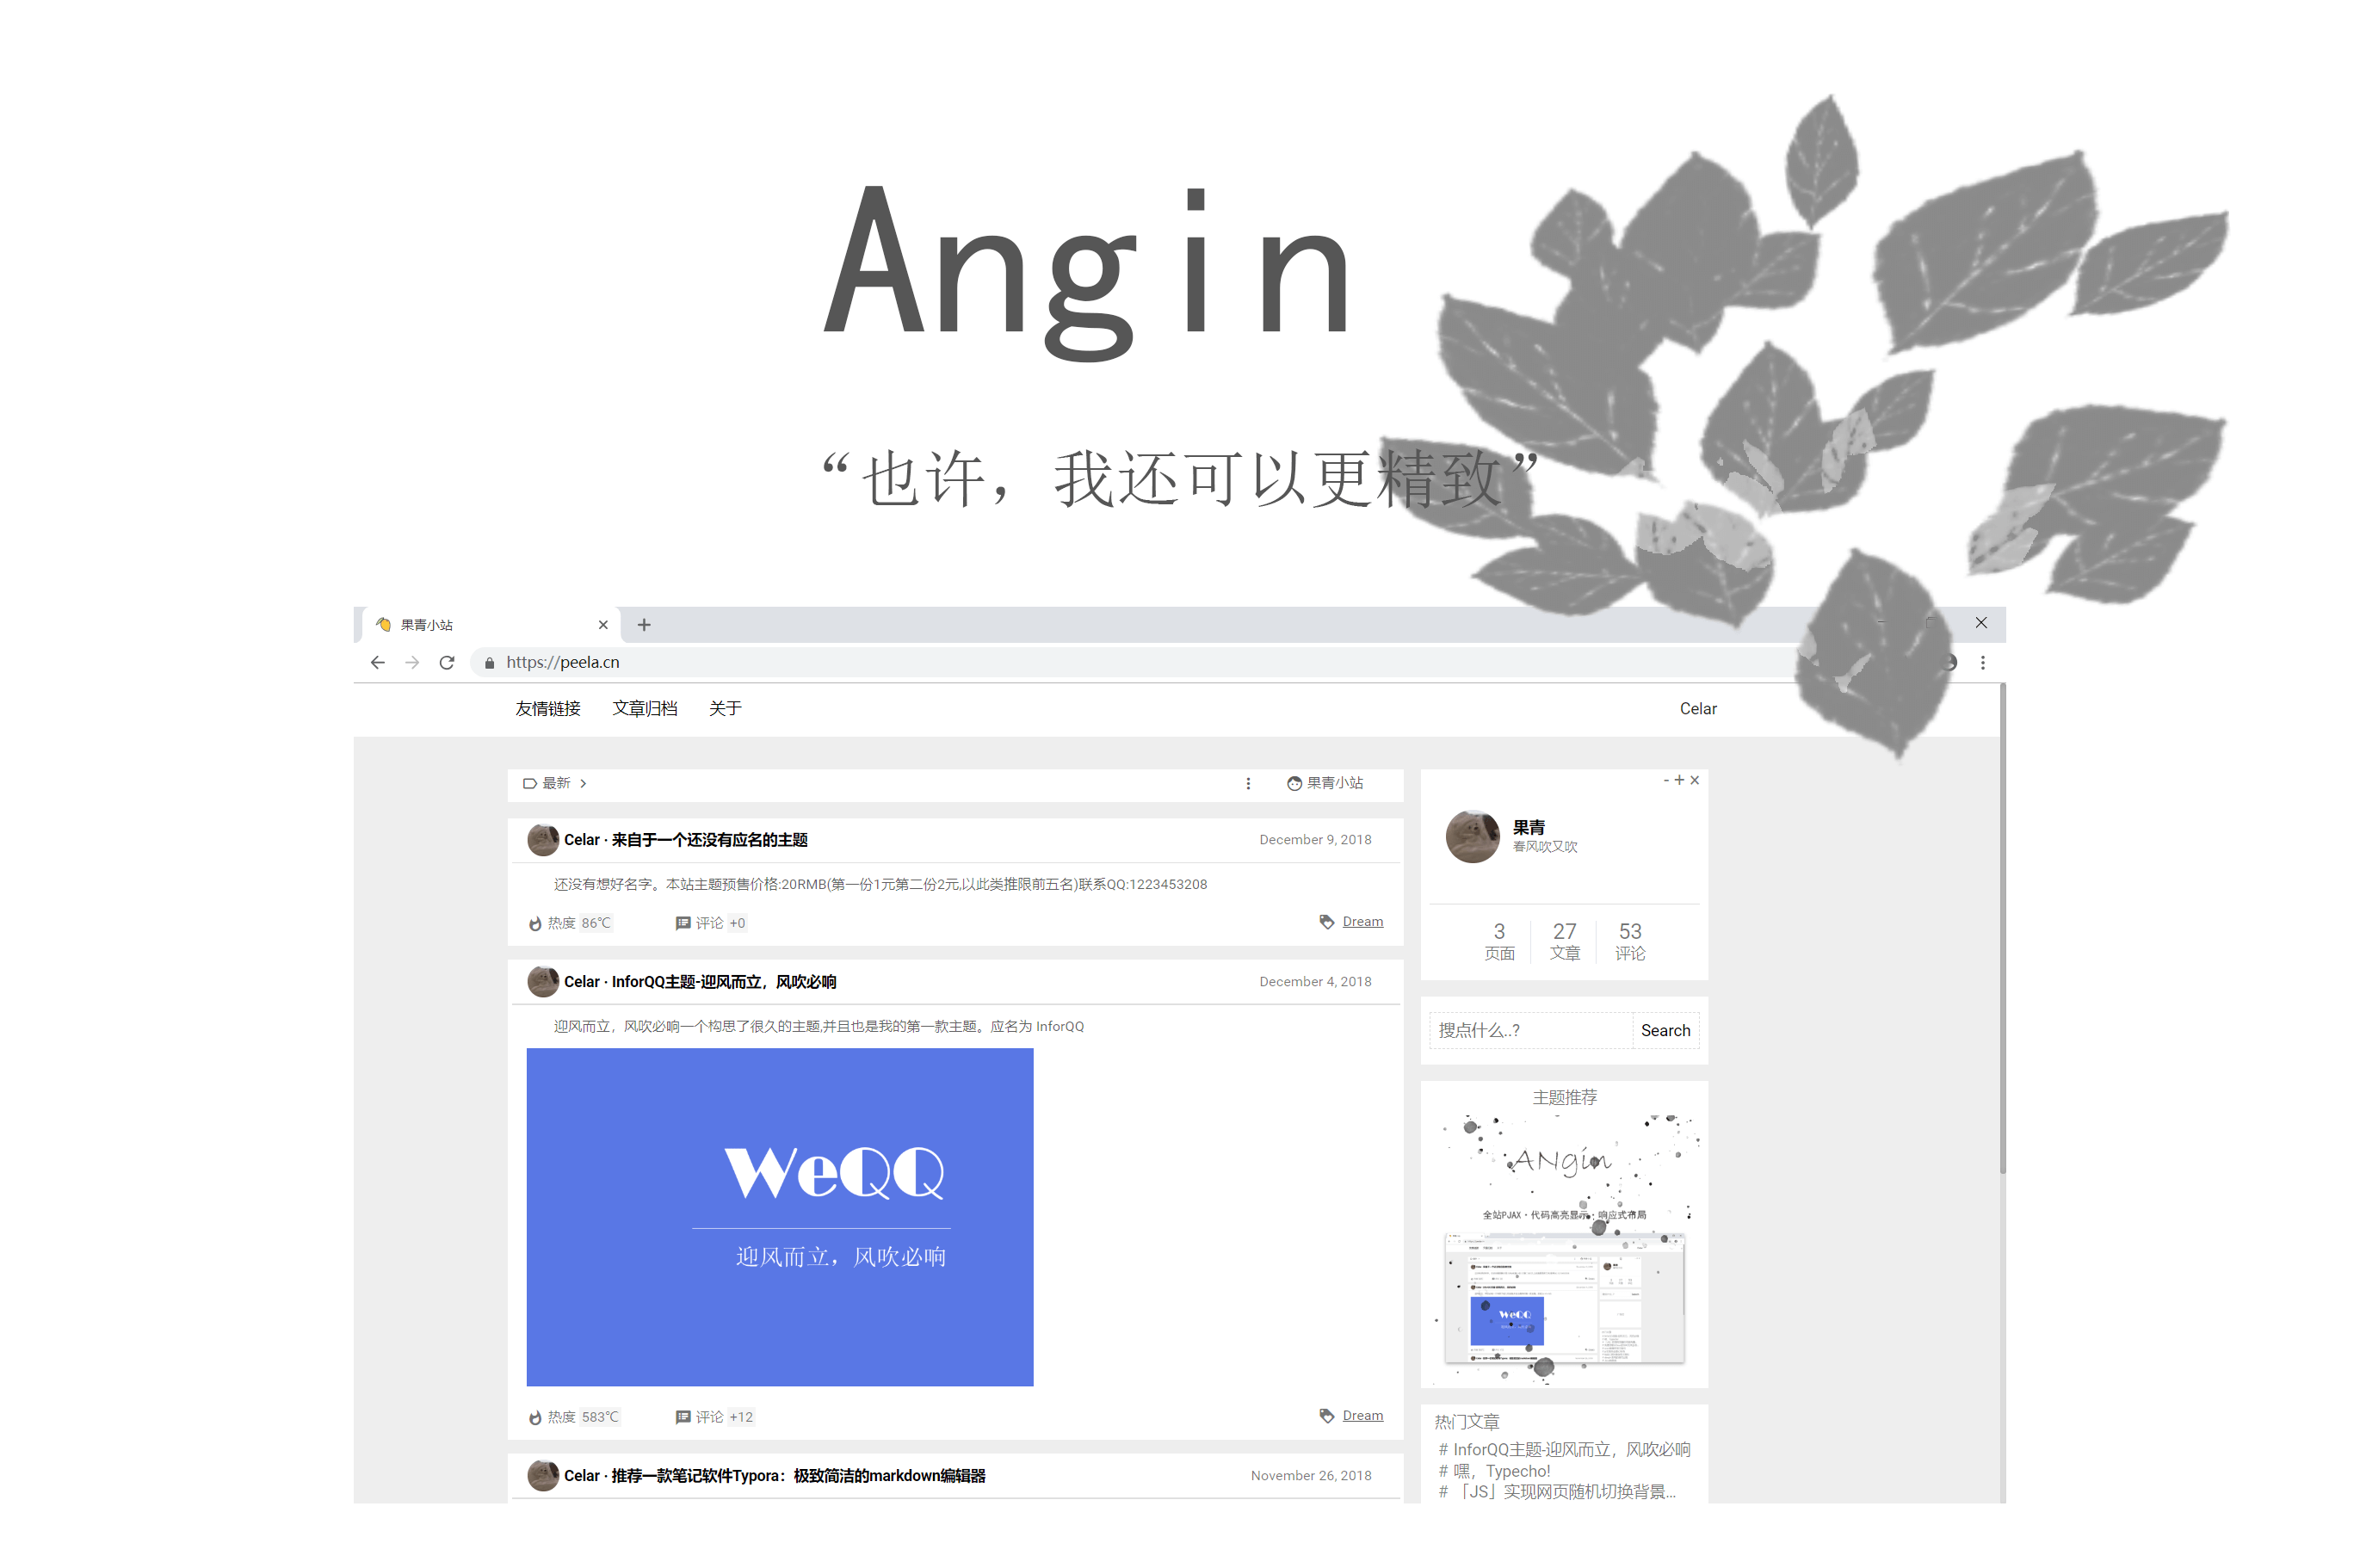 Angin
“也许，我还可以更精致”
果青小站
https://peela.cn
友情链接 文章归档 关于 Celar
最新 果青小站
Celar · 来自于一个还没有应名的主题 December 9, 2018
还没有想好名字。本站主题预售价格:20RMB(第一份1元第二份2元,以此类推限前五名)联系QQ:1223453208
热度 86℃ 评论 +0 Dream
Celar · InforQQ主题-迎风而立，风吹必响 December 4, 2018
迎风而立，风吹必响一个构思了很久的主题,并且也是我的第一款主题。应名为 InforQQ
WeQQ
迎风而立，风吹必响
热度 583℃ 评论 +12 Dream
Celar · 推荐一款笔记软件Typora：极致简洁的markdown编辑器 November 26, 2018
- + ×
果青
春风吹又吹
3 27 53
页面 文章 评论
搜点什么..? Search
主题推荐
ANgin
全站PJAX · 代码高亮显示 · 响应式布局
WeQQ
热门文章
# InforQQ主题-迎风而立，风吹必响
# 嘿，Typecho!
# 「JS」实现网页随机切换背景...